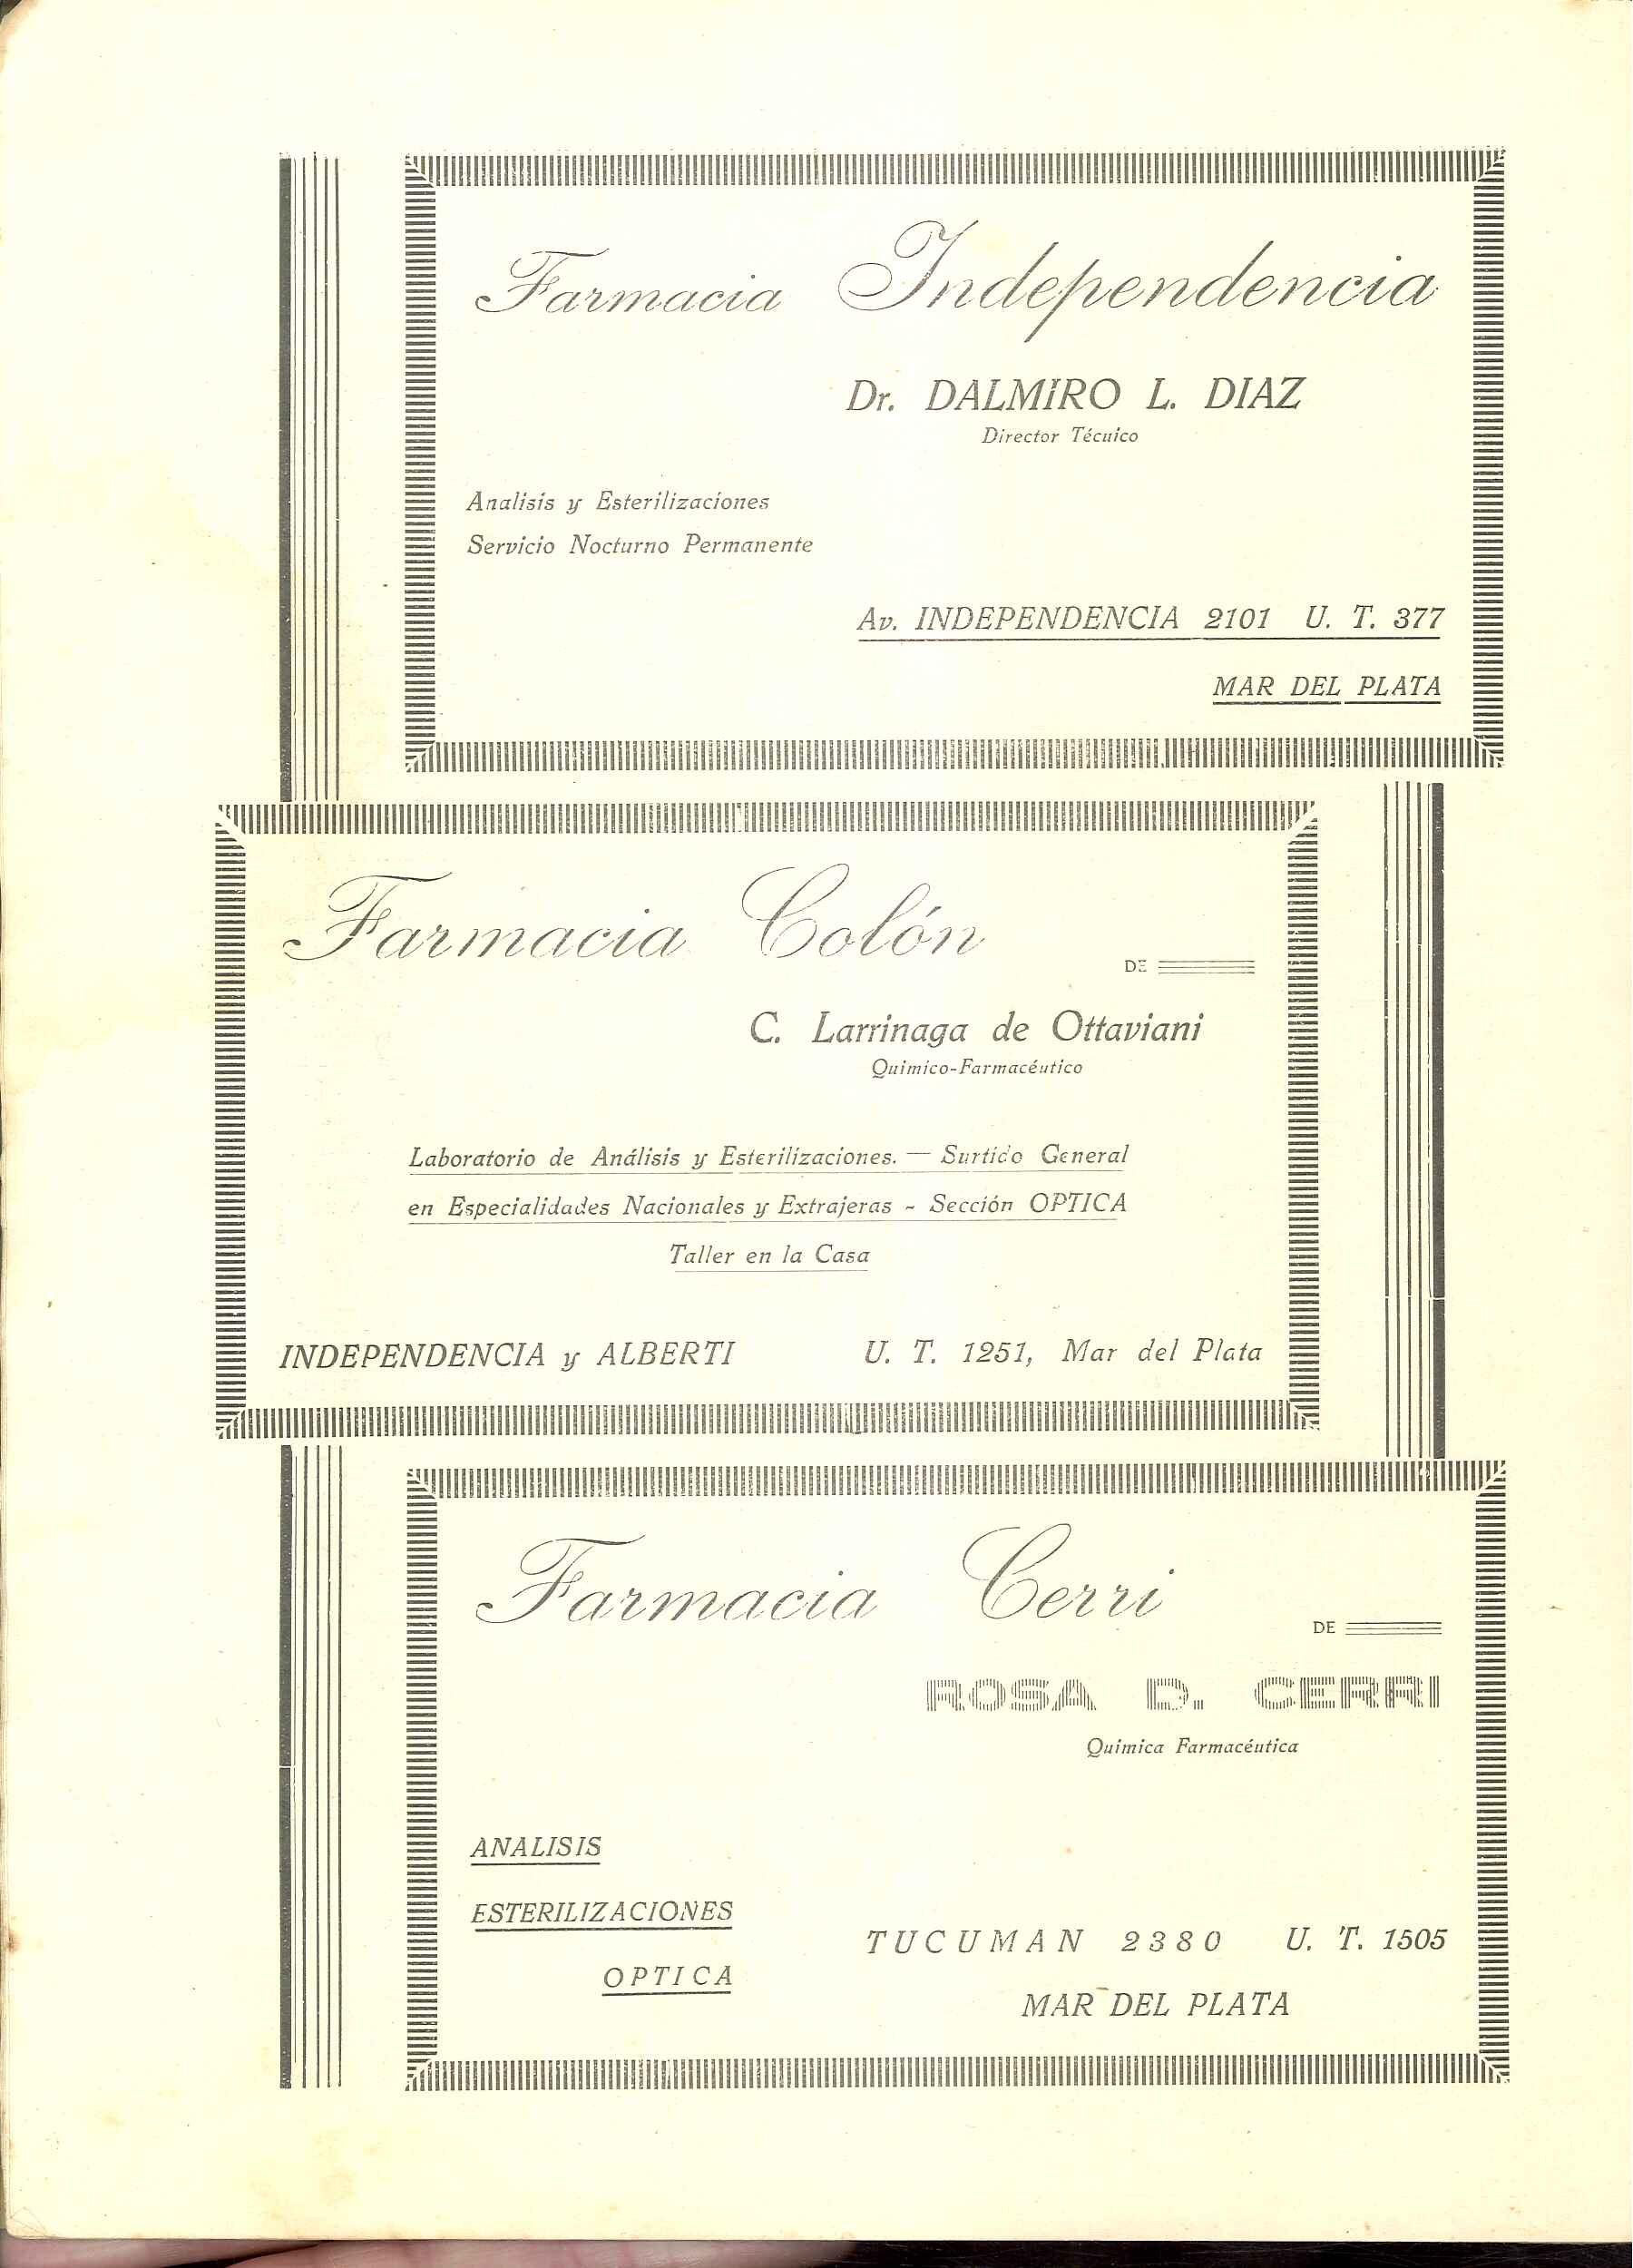 Farmacia Independencia
Dr. DALMIRO L. DIAZ
Director Técnico
Analisis y Esterilizaciones
Servicio Nocturno Permanente
Av. INDEPENDENCIA 2101 U. T. 377
MAR DEL PLATA
Farmacia Colón
DE
C. Larrinaga de Ottaviani
Quimico-Farmacéutico
Laboratorio de Análisis y Esterilizaciones. — Surtido General
en Especialidades Nacionales y Extrajeras - Sección OPTICA
Taller en la Casa
INDEPENDENCIA y ALBERTI U. T. 1251, Mar del Plata
Farmacia Cerri
DE
ROSA D. CERRI
Quimica Farmacéutica
ANALISIS
ESTERILIZACIONES
OPTICA
TUCUMAN 2380 U. T. 1505
MAR DEL PLATA